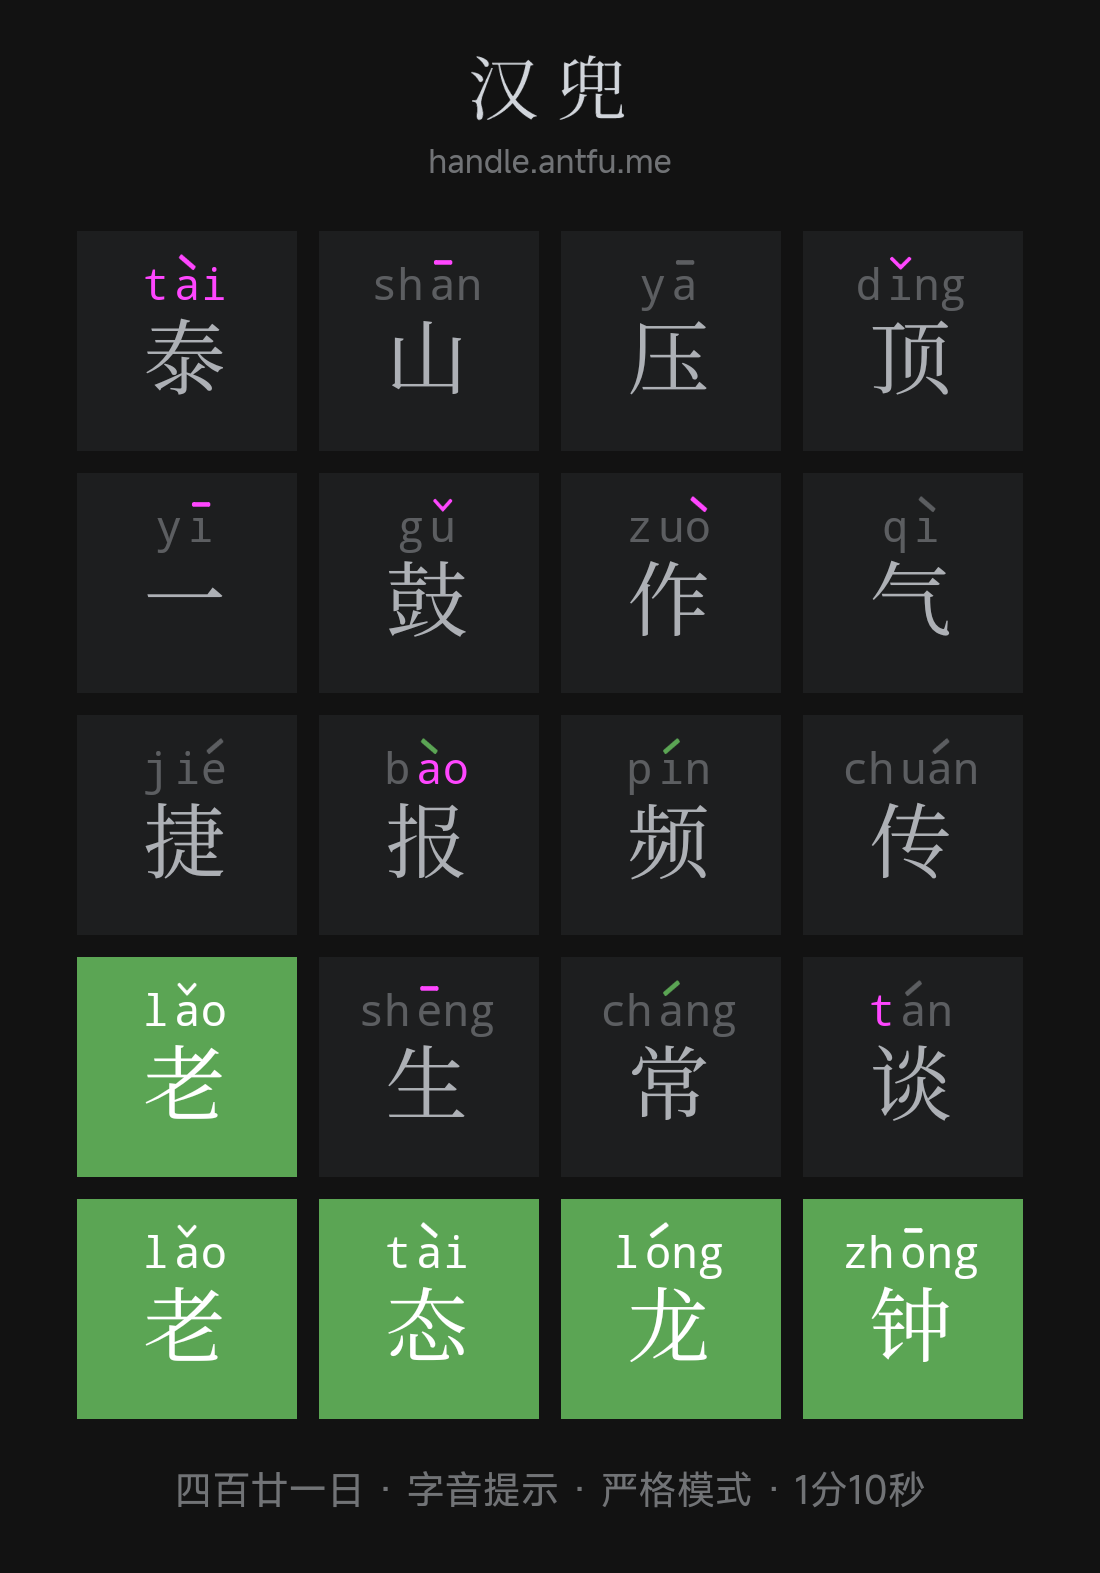 汉兜
handle.antfu.me
tài shān yā dǐng
泰山压顶
yī gǔ zuò qì
一鼓作气
jié bào pín chuán
捷报频传
lǎo shēng cháng tán
老生常谈
lǎo tài lóng zhōng
老态龙钟
四百廿一日 · 字音提示 · 严格模式 · 1分10秒